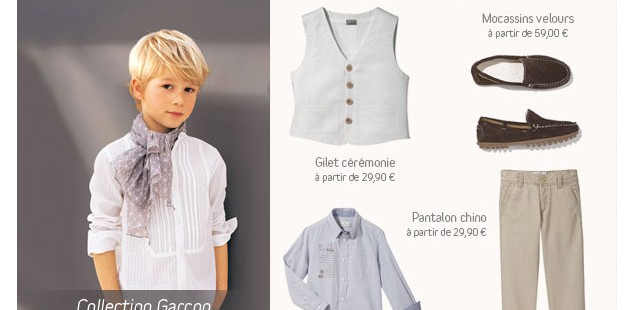 Mocassins velours
à partir de 59,00 €
Gilet cérémonie
à partir de 29,90 €
Pantalon chino
à partir de 29,90 €
Collection Garçon